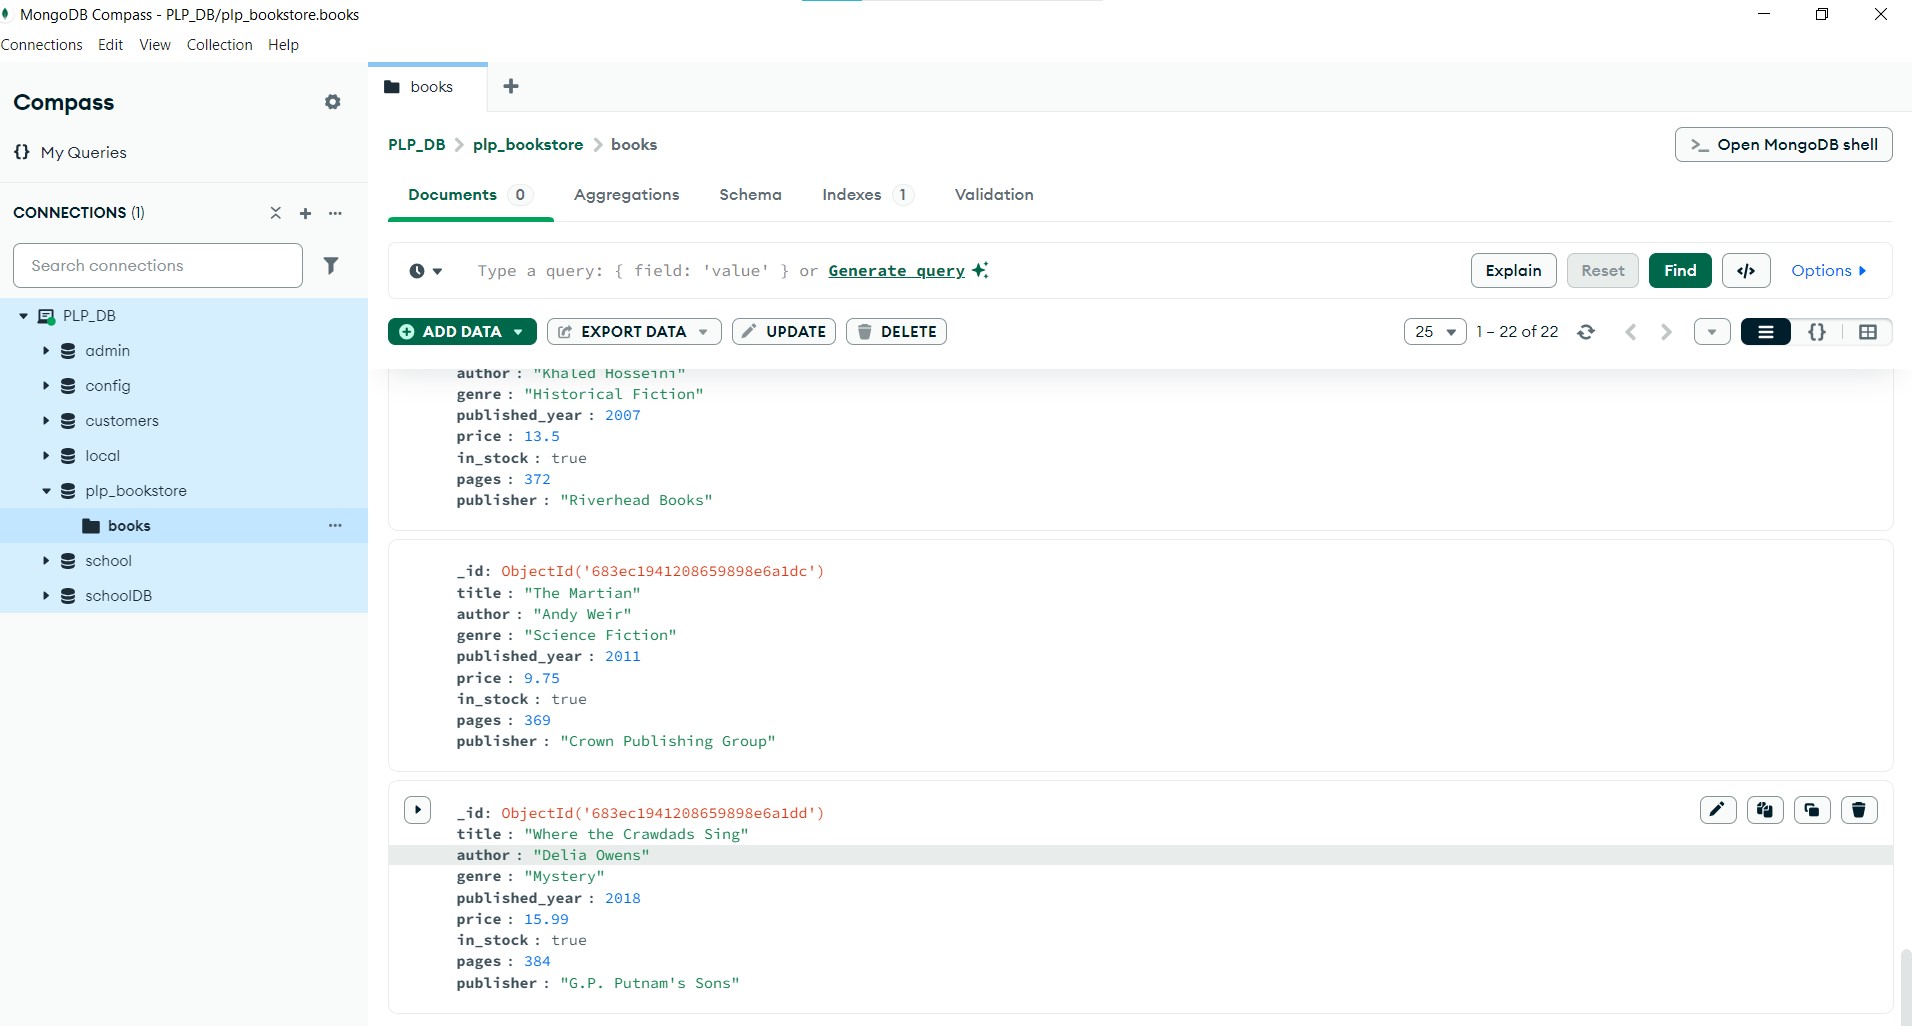 MongoDB Compass - PLP_DB/plp_bookstore.books
Connections Edit View Collection Help
Compass
{} My Queries
CONNECTIONS (1)
Search connections
PLP_DB
admin
config
customers
local
plp_bookstore
books
school
schoolDB
books
PLP_DB > plp_bookstore > books
>_ Open MongoDB shell
Documents 0 Aggregations Schema Indexes 1 Validation
Type a query: { field: 'value' } or Generate query
Explain Reset Find </> Options
ADD DATA EXPORT DATA UPDATE DELETE
25 1 – 22 of 22 {}
author : "Khaled Hosseini"
genre : "Historical Fiction"
published_year : 2007
price : 13.5
in_stock : true
pages : 372
publisher : "Riverhead Books"
_id: ObjectId('683ec1941208659898e6a1dc')
title : "The Martian"
author : "Andy Weir"
genre : "Science Fiction"
published_year : 2011
price : 9.75
in_stock : true
pages : 369
publisher : "Crown Publishing Group"
_id: ObjectId('683ec1941208659898e6a1dd')
title : "Where the Crawdads Sing"
author : "Delia Owens"
genre : "Mystery"
published_year : 2018
price : 15.99
in_stock : true
pages : 384
publisher : "G.P. Putnam's Sons"